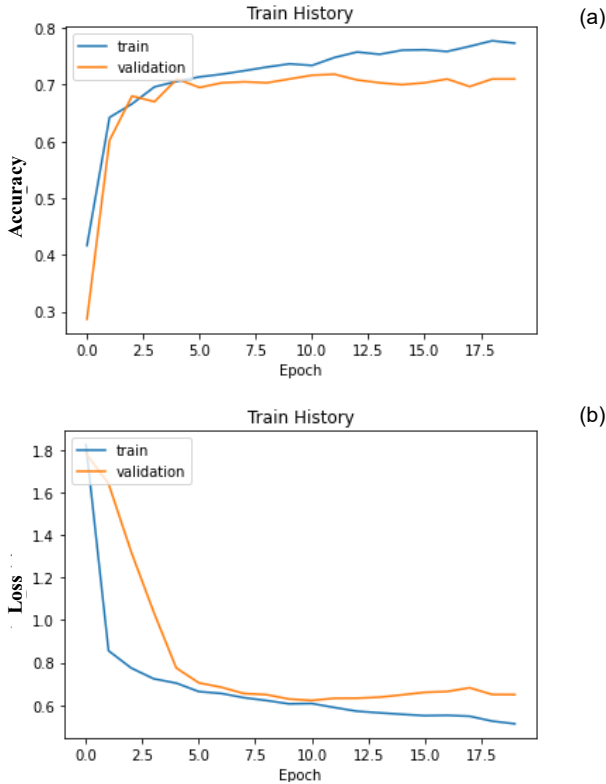 Train History
(a)
0.8
0.7
0.6
0.5
0.4
0.3
train
validation
Accuracy
0.0 2.5 5.0 7.5 10.0 12.5 15.0 17.5
Epoch
Train History
(b)
1.8
1.6
1.4
1.2
1.0
0.8
0.6
train
validation
Loss
0.0 2.5 5.0 7.5 10.0 12.5 15.0 17.5
Epoch